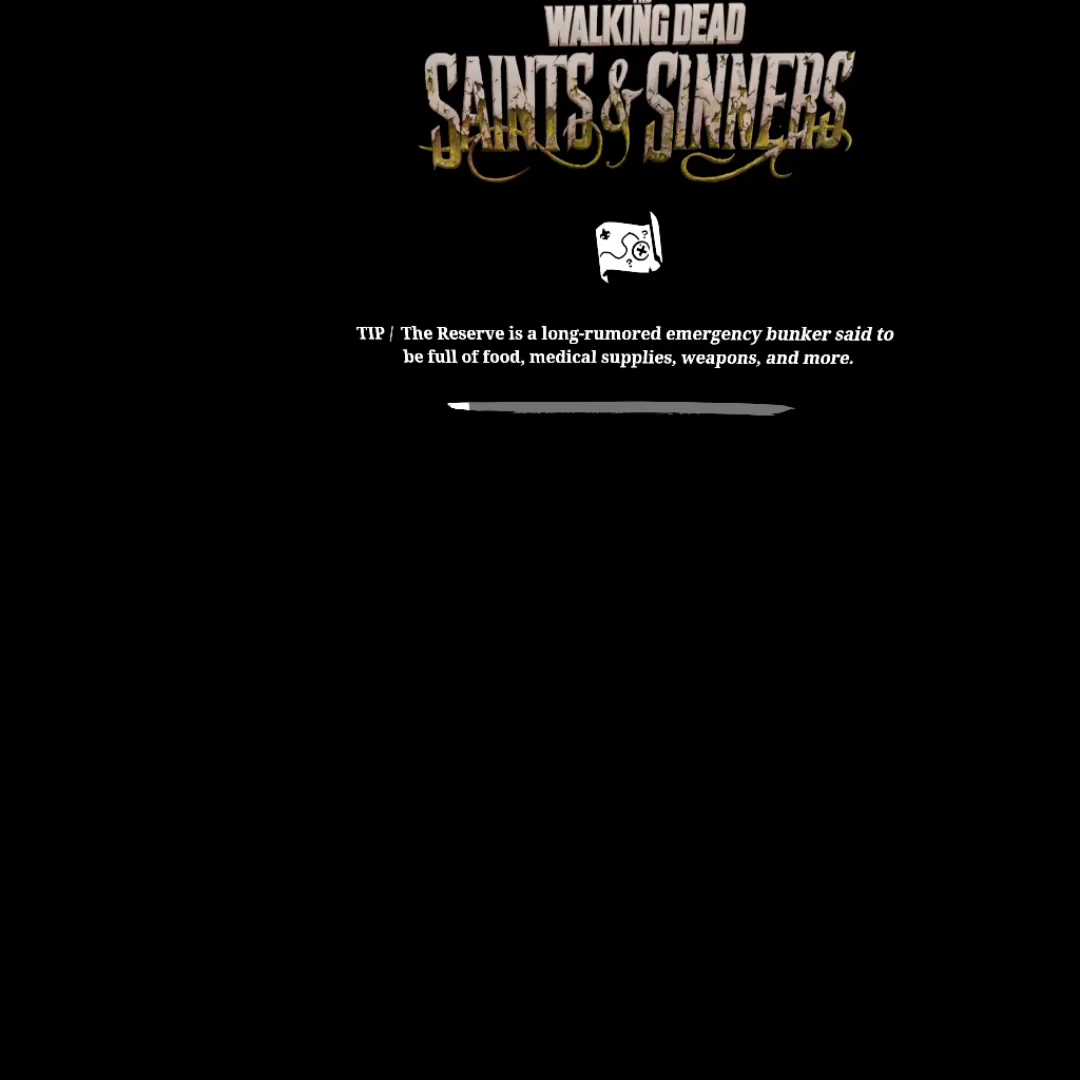 WALKING DEAD
SAINTS & SINNERS
? 
?
TIP / The Reserve is a long-rumored emergency bunker said to
be full of food, medical supplies, weapons, and more.